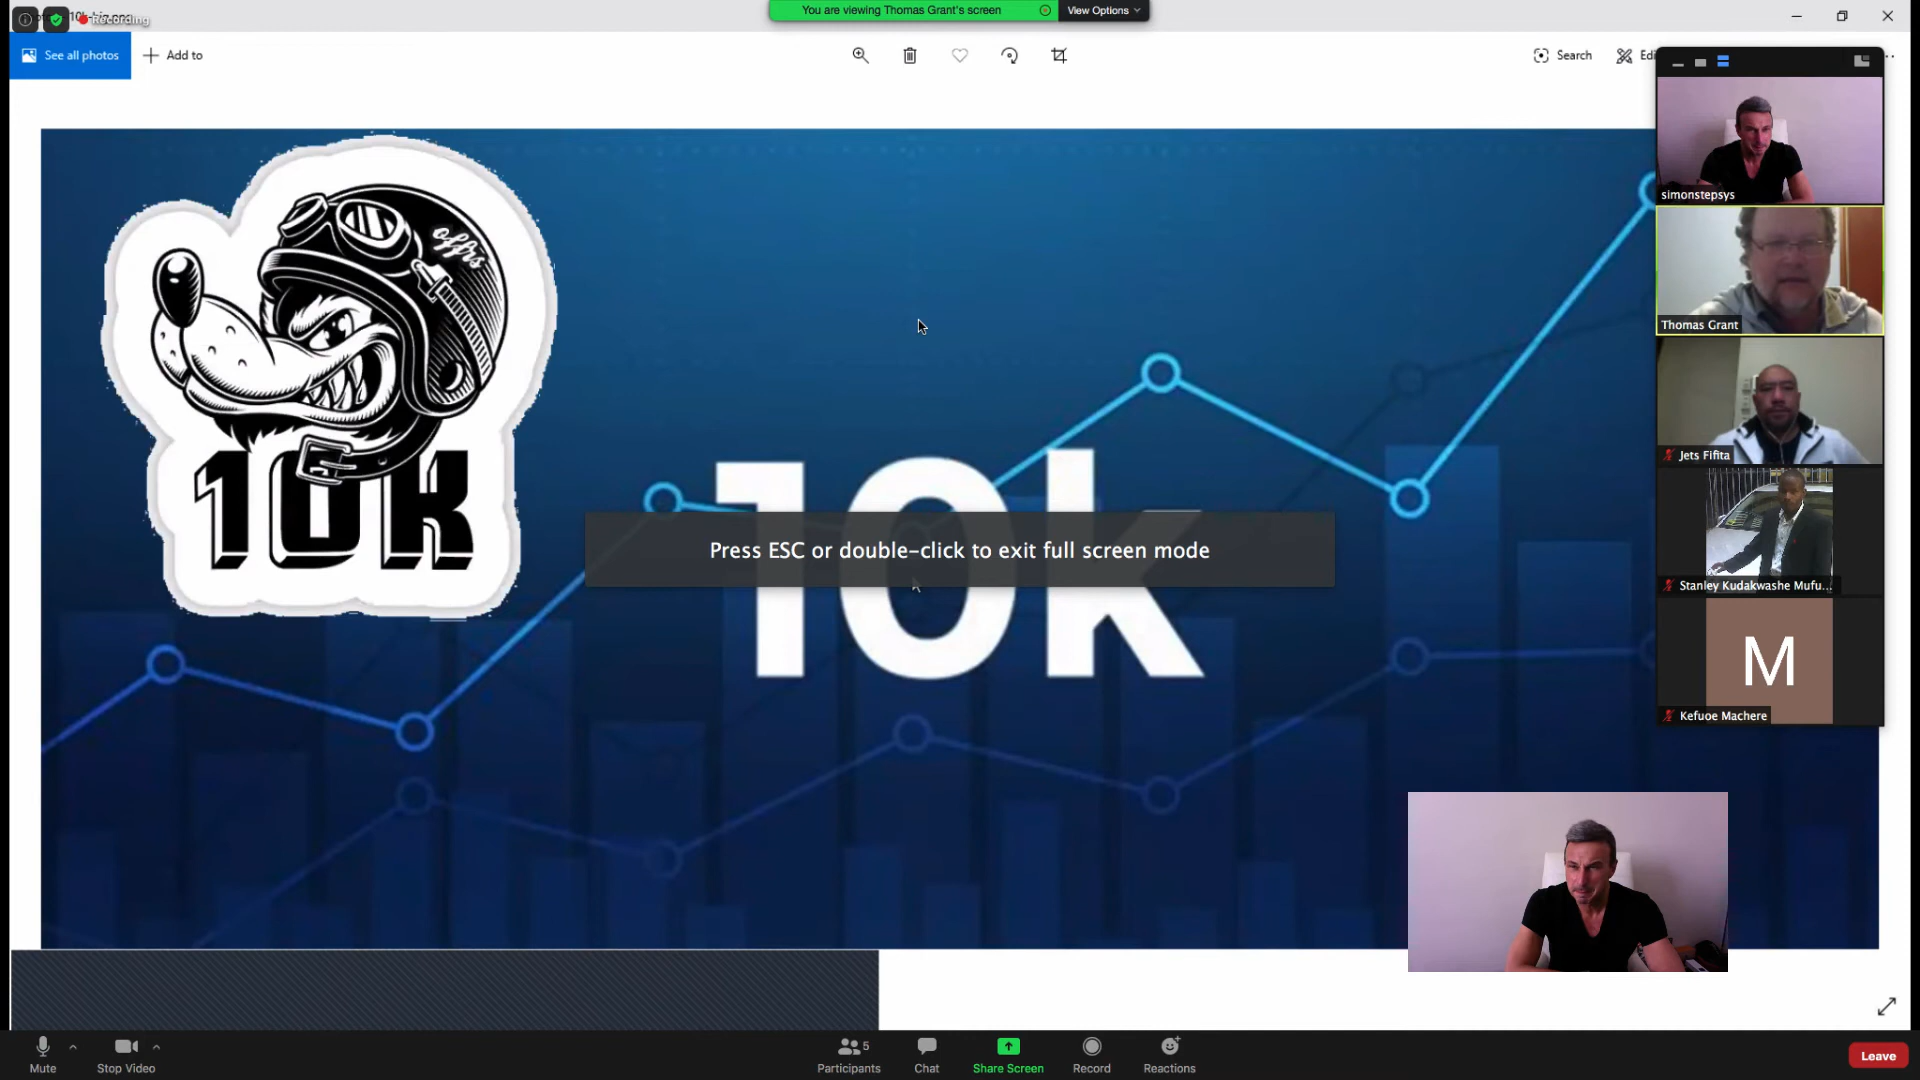 Recording
You are viewing Thomas Grant's screen
View Options
See all photos
Add to
Search
simonstepsys
Thomas Grant
Jets Fifita
Stanley Kudakwashe Mufu...
M
Kefuoe Machere
offrs
10K
10k
Press ESC or double-click to exit full screen mode
Mute
Stop Video
Participants
5
Chat
Share Screen
Record
Reactions
Leave